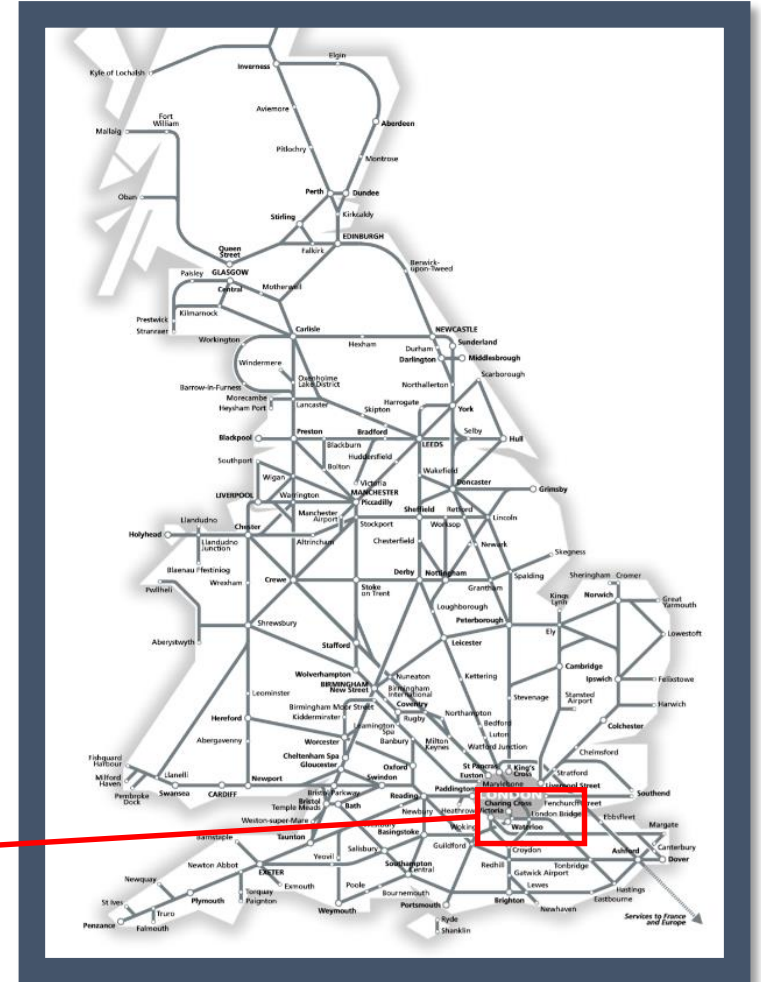 Elgin
Inverness
Kyle of Lochalsh
Aviemore
Fort
William
Mallaig
Aberdeen
Pitlochry
Montrose
Perth
Dundee
Oban
Stirling
Kirkcaldy
EDINBURGH
Queen
Street
Falkirk
Berwick-
upon-Tweed
Paisley
GLASGOW
Central
Motherwell
Prestwick
Kilmarnock
Stranraer
Carlisle
NEWCASTLE
Workington
Hexham
Sunderland
Durham
Darlington
Middlesbrough
Windermere
Scarborough
Oxenholme
Lake District
Barrow-in-Furness
Northallerton
Morecambe
Lancaster
Harrogate
Heysham Port
Skipton
York
Blackpool
Preston
Bradford
Selby
Hull
Blackburn
LEEDS
Huddersfield
Southport
Bolton
Wakefield
Wigan
Victoria
Doncaster
LIVERPOOL
Warrington
MANCHESTER
Piccadilly
Grimsby
Manchester
Airport
Sheffield
Retford
Llandudno
Stockport
Worksop
Lincoln
Holyhead
Chester
Llandudno
Junction
Altrincham
Chesterfield
Newark
Skegness
Blaenau Ffestiniog
Derby
Nottingham
Wrexham
Crewe
Stoke
on Trent
Grantham
Spalding
Sheringham
Cromer
Pwllheli
Kings
Lynn
Norwich
Great
Yarmouth
Loughborough
Shrewsbury
Peterborough
Ely
Lowestoft
Aberystwyth
Stafford
Leicester
Wolverhampton
Cambridge
BIRMINGHAM
New Street
Nuneaton
Kettering
Ipswich
Felixstowe
Birmingham
International
Leominster
Stevenage
Stansted
Airport
Birmingham Moor Street
Coventry
Harwich
Hereford
Kidderminster
Rugby
Northampton
Leamington
Spa
Bedford
Colchester
Abergavenny
Worcester
Banbury
Milton
Keynes
Luton
Watford Junction
Chelmsford
Cheltenham Spa
Fishguard
Harbour
Gloucester
Oxford
St Pancras
King's
Cross
Euston
Stratford
Milford
Haven
Llanelli
Newport
Swindon
Marylebone
Liverpool Street
Pembroke
Dock
Swansea
CARDIFF
Bristol Parkway
Reading
Paddington
LONDON
Southend
Bristol
Temple Meads
Bath
Newbury
Heathrow
Victoria
Charing Cross
Fenchurch Street
Weston-super-Mare
London Bridge
Ebbsfleet
Margate
Barnstaple
Taunton
Basingstoke
Woking
Waterloo
Croydon
Canterbury
Yeovil
Salisbury
Guildford
Ashford
Dover
Newton Abbot
EXETER
Southampton
Central
Redhill
Tonbridge
Gatwick Airport
Newquay
Exmouth
Poole
Lewes
Hastings
Torquay
Paignton
Bournemouth
Eastbourne
St Ives
Plymouth
Weymouth
Portsmouth
Brighton
Newhaven
Truro
Ryde
Services to France
and Europe
Penzance
Falmouth
Shanklin